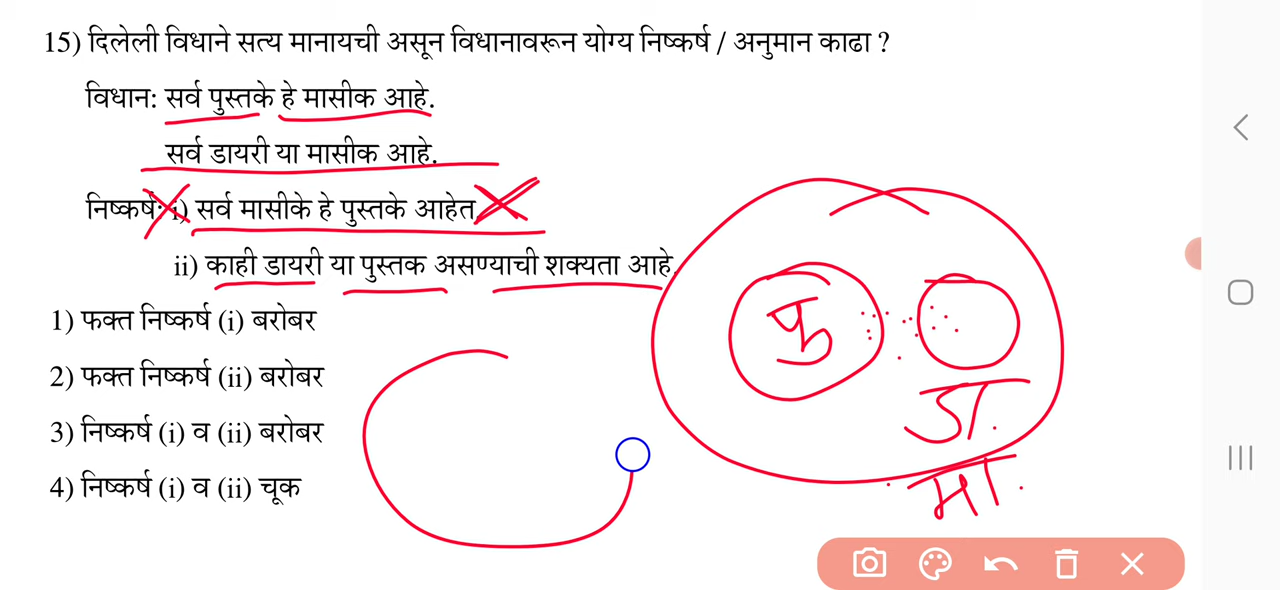 15) दिलेली विधाने सत्य मानायची असून विधानावरून योग्य निष्कर्ष / अनुमान काढा ?
विधान: सर्व पुस्तके हे मासीक आहे.
सर्व डायरी या मासीक आहे.
निष्कर्ष: i) सर्व मासीके हे पुस्तके आहेत.
ii) काही डायरी या पुस्तक असण्याची शक्यता आहे.
1) फक्त निष्कर्ष (i) बरोबर
2) फक्त निष्कर्ष (ii) बरोबर
3) निष्कर्ष (i) व (ii) बरोबर
4) निष्कर्ष (i) व (ii) चूक
पु
डा.
मा.